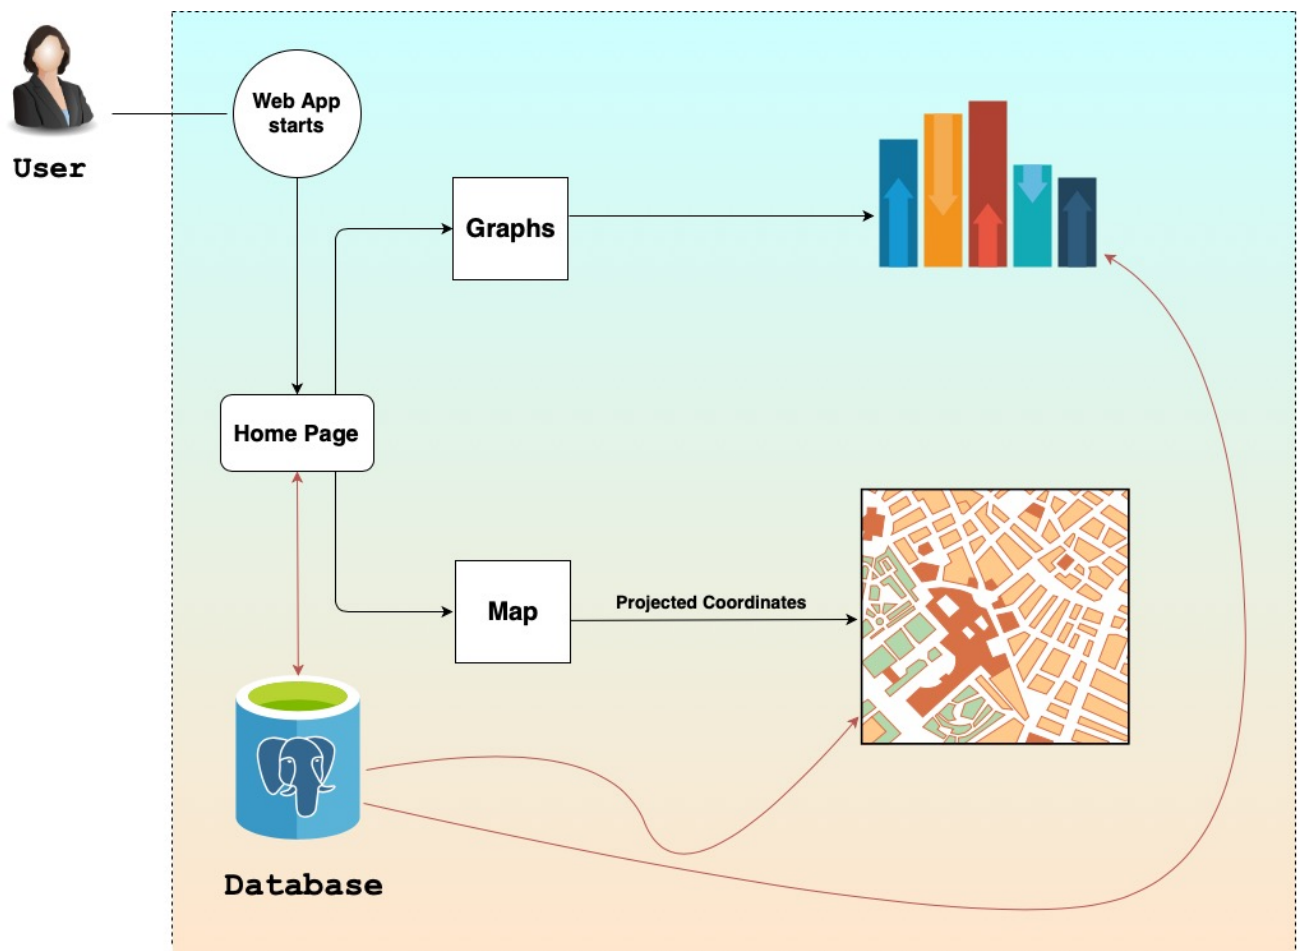 Web App
starts
User
Graphs
Home Page
Map
Projected Coordinates
Database